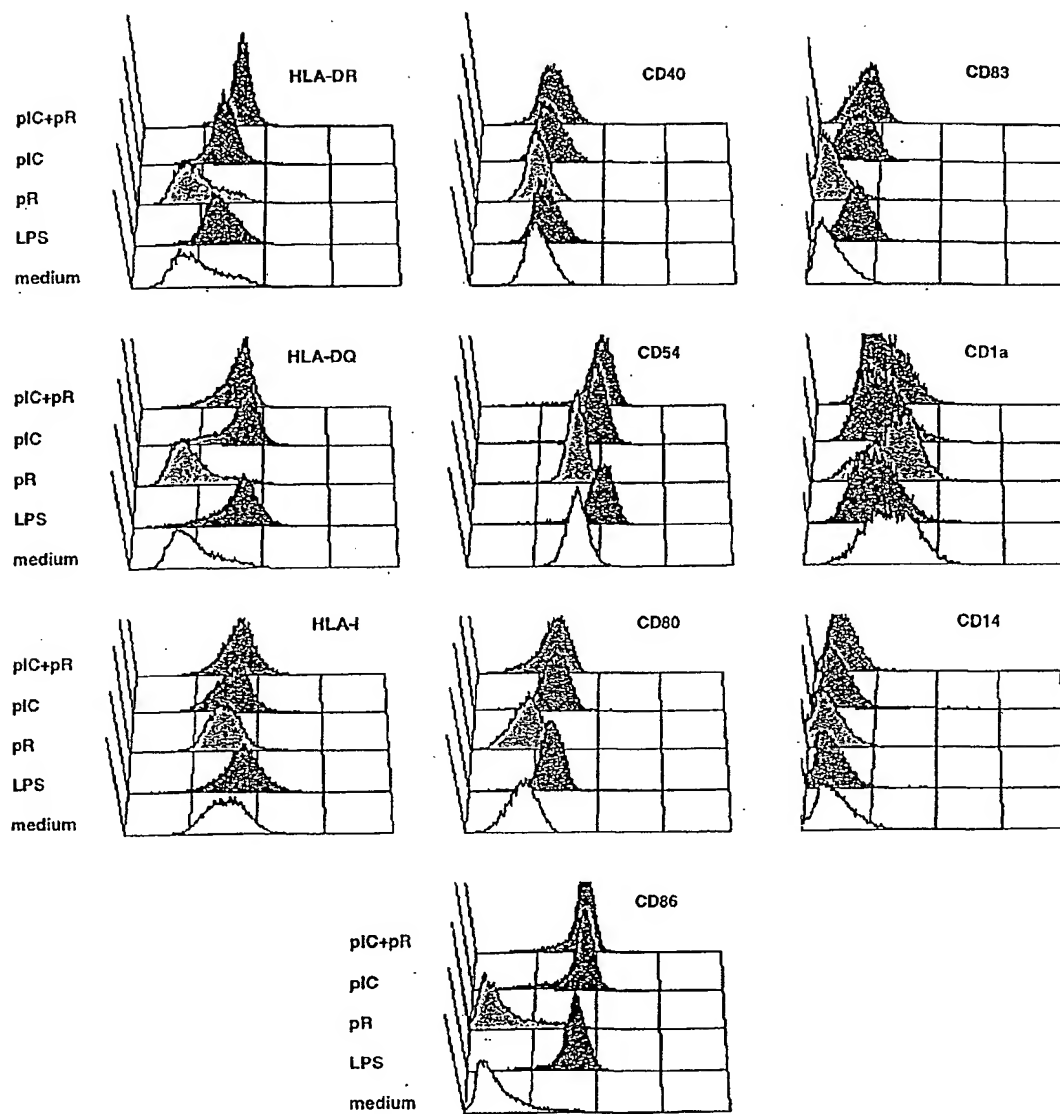 HLA-DR
CD40
CD83
pIC+pR
pIC
pR
LPS
medium
HLA-DQ
CD54
CD1a
pIC+pR
pIC
pR
LPS
medium
HLA-I
CD80
CD14
pIC+pR
pIC
pR
LPS
medium
CD86
pIC+pR
pIC
pR
LPS
medium